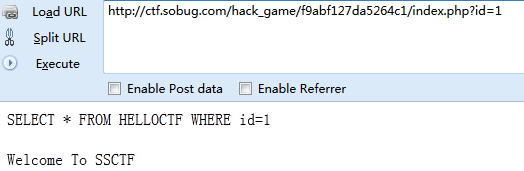 Load URL
http://ctf.sobug.com/hack_game/f9abf127da5264c1/index.php?id=1
Split URL
Execute
Enable Post data Enable Referrer
SELECT * FROM HELLOCTF WHERE id=1
Welcome To SSCTF